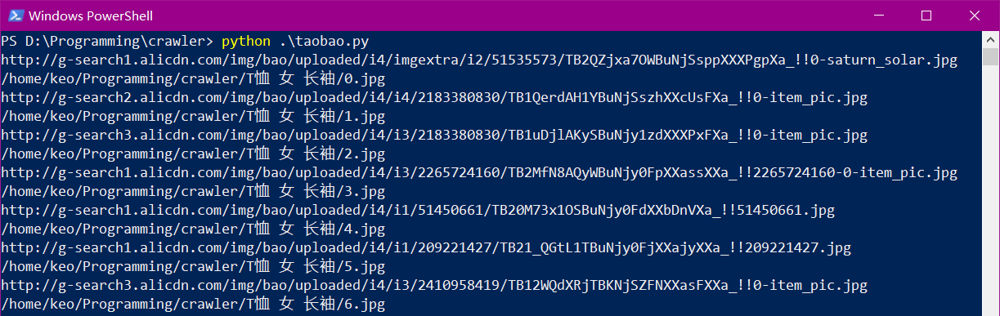 Windows PowerShell
PS D:\Programming\crawler> python .\taobao.py
http://g-search1.alicdn.com/img/bao/uploaded/i4/imgextra/i2/51535573/TB2QZjxa7OWBuNjSsppXXXPgpXa_!!0-saturn_solar.jpg
/home/keo/Programming/crawler/T恤 女 长袖/0.jpg
http://g-search2.alicdn.com/img/bao/uploaded/i4/i4/2183380830/TB1QerdAH1YBuNjSszhXXcUsFXa_!!0-item_pic.jpg
/home/keo/Programming/crawler/T恤 女 长袖/1.jpg
http://g-search3.alicdn.com/img/bao/uploaded/i4/i3/2183380830/TB1uDjlAKySBuNjy1zdXXXPxFXa_!!0-item_pic.jpg
/home/keo/Programming/crawler/T恤 女 长袖/2.jpg
http://g-search1.alicdn.com/img/bao/uploaded/i4/i3/2265724160/TB2MfN8AQyWBuNjy0FpXXassXXa_!!2265724160-0-item_pic.jpg
/home/keo/Programming/crawler/T恤 女 长袖/3.jpg
http://g-search1.alicdn.com/img/bao/uploaded/i4/i1/51450661/TB20M73x1OSBuNjy0FdXXbDnVXa_!!51450661.jpg
/home/keo/Programming/crawler/T恤 女 长袖/4.jpg
http://g-search1.alicdn.com/img/bao/uploaded/i4/i1/209221427/TB21_QGtL1TBuNjy0FjXXajyXXa_!!209221427.jpg
/home/keo/Programming/crawler/T恤 女 长袖/5.jpg
http://g-search3.alicdn.com/img/bao/uploaded/i4/i3/2410958419/TB12WQdXRjTBKNjSZFNXXasFXXa_!!0-item_pic.jpg
/home/keo/Programming/crawler/T恤 女 长袖/6.jpg